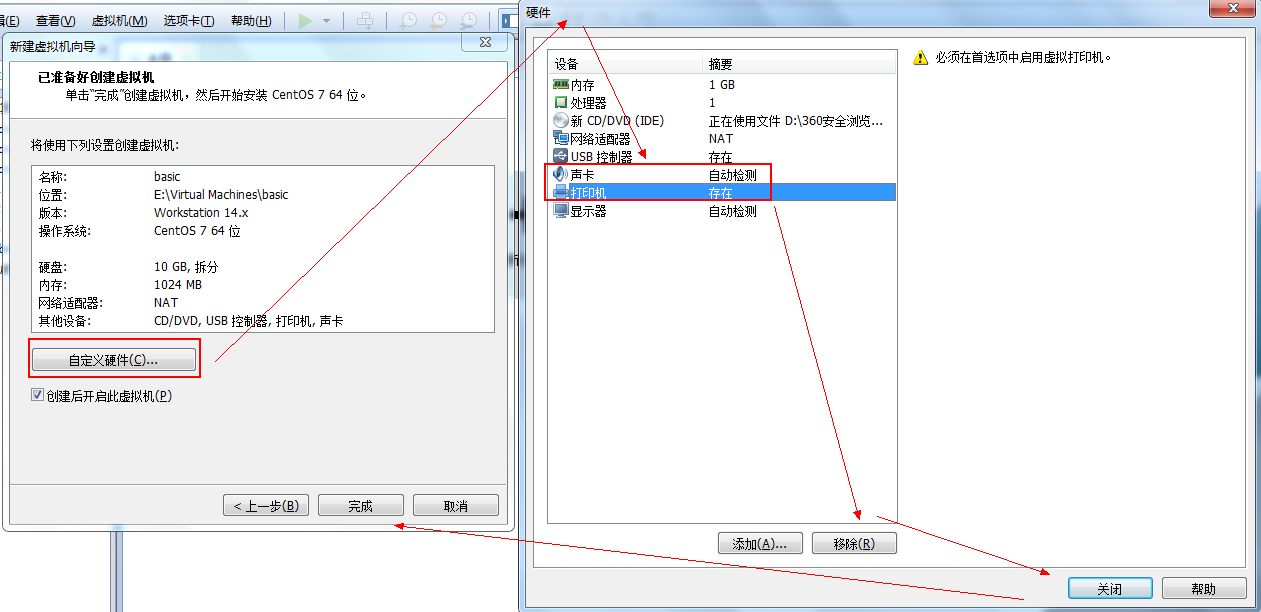 辑(E) 查看(V) 虚拟机(M) 选项卡(T) 帮助(H)
新建虚拟机向导
已准备好创建虚拟机
单击“完成”创建虚拟机，然后开始安装 CentOS 7 64 位。
将使用下列设置创建虚拟机:
名称: basic
位置: E:\Virtual Machines\basic
版本: Workstation 14.x
操作系统: CentOS 7 64 位
硬盘: 10 GB, 拆分
内存: 1024 MB
网络适配器: NAT
其他设备: CD/DVD, USB 控制器, 打印机, 声卡
自定义硬件(C)...
创建后开启此虚拟机(P)
< 上一步(B) 完成 取消
硬件
设备 摘要
内存 1 GB
处理器 1
新 CD/DVD (IDE) 正在使用文件 D:\360安全浏览...
网络适配器 NAT
USB 控制器 存在
声卡 自动检测
打印机 存在
显示器 自动检测
必须在首选项中启用虚拟打印机。
添加(A)... 移除(R)
关闭 帮助